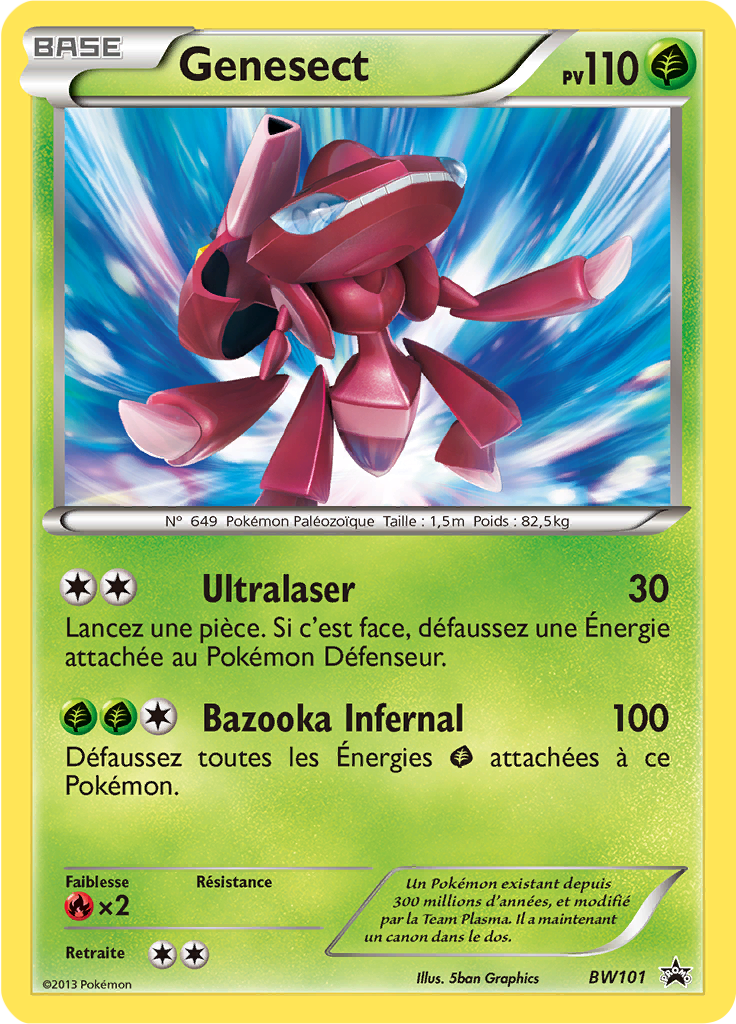 BASE
Genesect
PV110
N° 649 Pokémon Paléozoïque Taille : 1,5m Poids : 82,5kg
Ultralaser 30
Lancez une pièce. Si c'est face, défaussez une Énergie
attachée au Pokémon Défenseur.
Bazooka Infernal 100
Défaussez toutes les Énergies attachées à ce
Pokémon.
Faiblesse
×2
Résistance
Retraite
Un Pokémon existant depuis
300 millions d'années, et modifié
par la Team Plasma. Il a maintenant
un canon dans le dos.
©2013 Pokémon
Illus. 5ban Graphics
BW101
PROMO